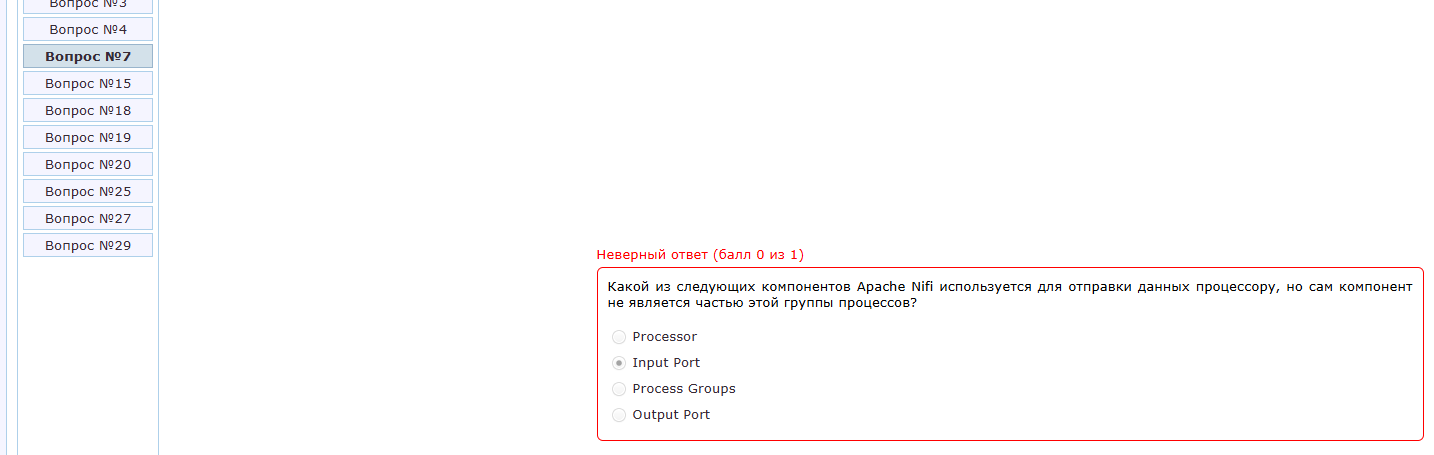 Вопрос №3
Вопрос №4
Вопрос №7
Вопрос №15
Вопрос №18
Вопрос №19
Вопрос №20
Вопрос №25
Вопрос №27
Вопрос №29
Неверный ответ (балл 0 из 1)
Какой из следующих компонентов Apache Nifi используется для отправки данных процессору, но сам компонент
не является частью этой группы процессов?
Processor
Input Port
Process Groups
Output Port